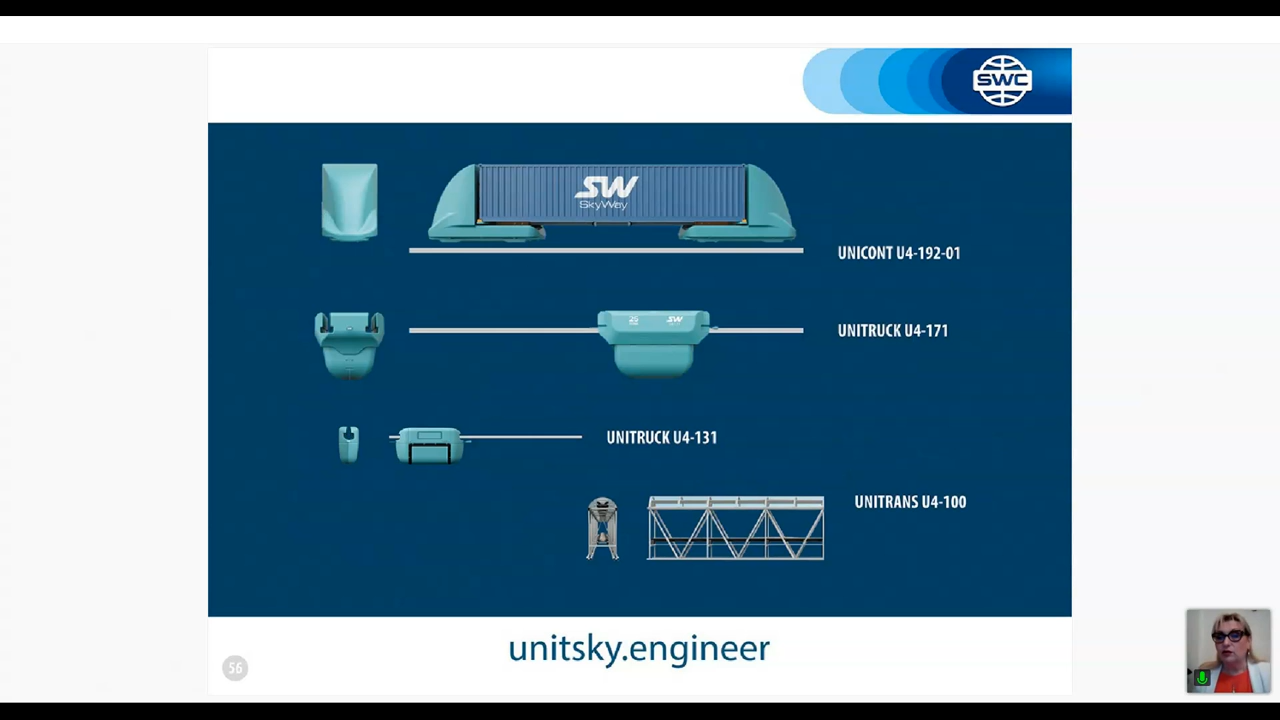 SWC
SW
SkyWay
UNICONT U4-192-01
25
SW
UNITRUCK U4-171
UNITRUCK U4-131
UNITRANS U4-100
unitsky.engineer
56